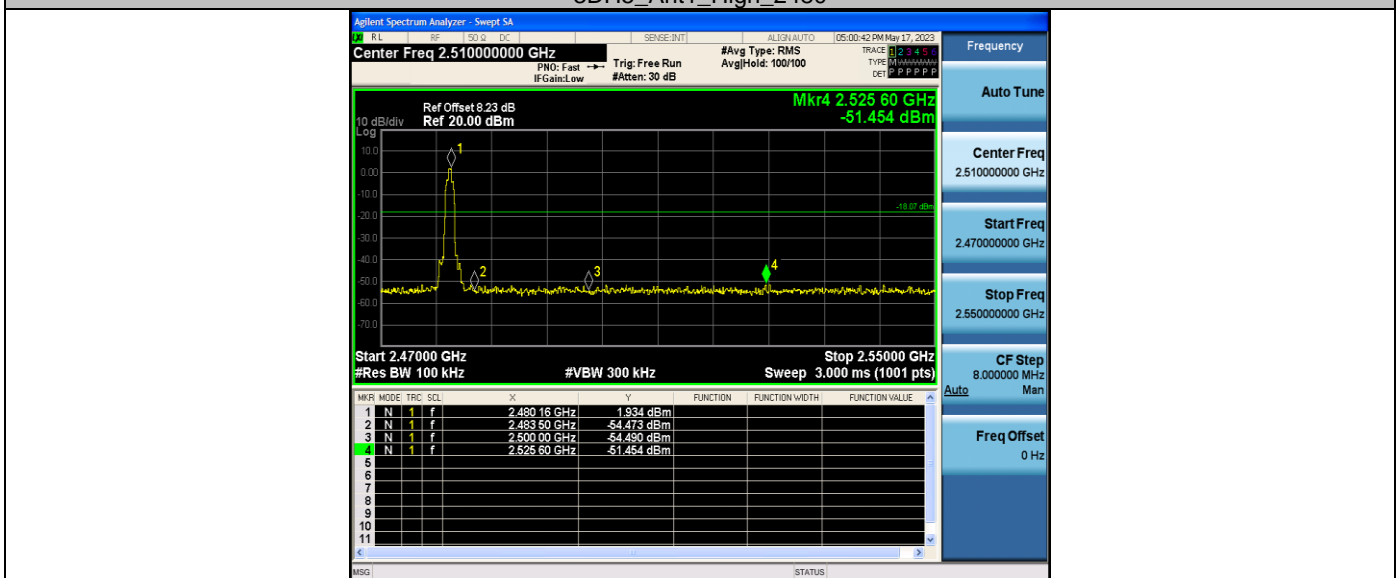 Agilent Spectrum Analyzer - Swept SA
RL RF 50 Ω DC SENSE:INT ALIGNAUTO 05:00:42 PM May 17, 2023
Center Freq 2.510000000 GHz #Avg Type: RMS TRACE 1 2 3 4 5 6
PNO: Fast Trig: Free Run Avg|Hold: 100/100 TYPE M
IFGain:Low #Atten: 30 dB DET P P P P P P
Frequency
Auto Tune
Ref Offset 8.23 dB Mkr4 2.525 60 GHz
10 dB/div Ref 20.00 dBm -51.454 dBm
Log
10.0
0.00
-10.0
-20.0
-30.0
-40.0
-50.0
-60.0
-70.0
1
2
3
4
-18.07 dBm
Start 2.47000 GHz Stop 2.55000 GHz
#Res BW 100 kHz #VBW 300 kHz Sweep 3.000 ms (1001 pts)
Center Freq
2.510000000 GHz
Start Freq
2.470000000 GHz
Stop Freq
2.550000000 GHz
CF Step
8.000000 MHz
Auto Man
Freq Offset
0 Hz
MKR MODE TRC SCL X Y FUNCTION FUNCTION WIDTH FUNCTION VALUE
1 N 1 f 2.480 16 GHz 1.934 dBm
2 N 1 f 2.483 50 GHz -54.473 dBm
3 N 1 f 2.500 00 GHz -54.490 dBm
4 N 1 f 2.525 60 GHz -51.454 dBm
5
6
7
8
9
10
11
MSG STATUS